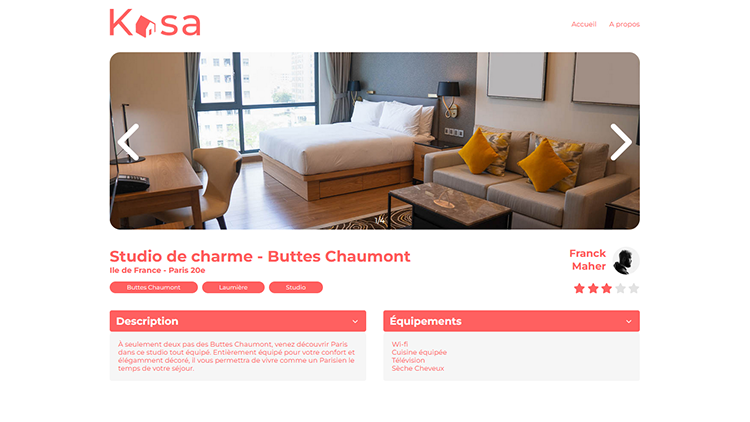 Kasa
Accueil A propos
1/4
Studio de charme - Buttes Chaumont
Ile de France - Paris 20e
Franck
Maher
Buttes Chaumont Laumière Studio
Description
À seulement deux pas des Buttes Chaumont, venez découvrir Paris
dans ce studio tout équipé. Entièrement équipé pour votre confort et
élégamment décoré, il vous permettra de vivre comme un Parisien le
temps de votre séjour.
Équipements
Wi-fi
Cuisine équipée
Télévision
Sèche Cheveux